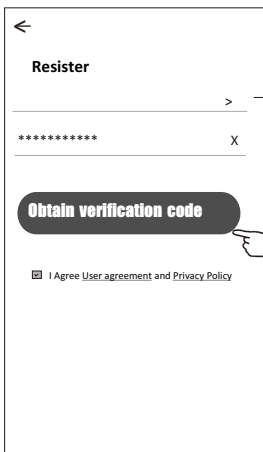 Resister
>
*********** X
Obtain verification code
I Agree User agreement and Privacy Policy